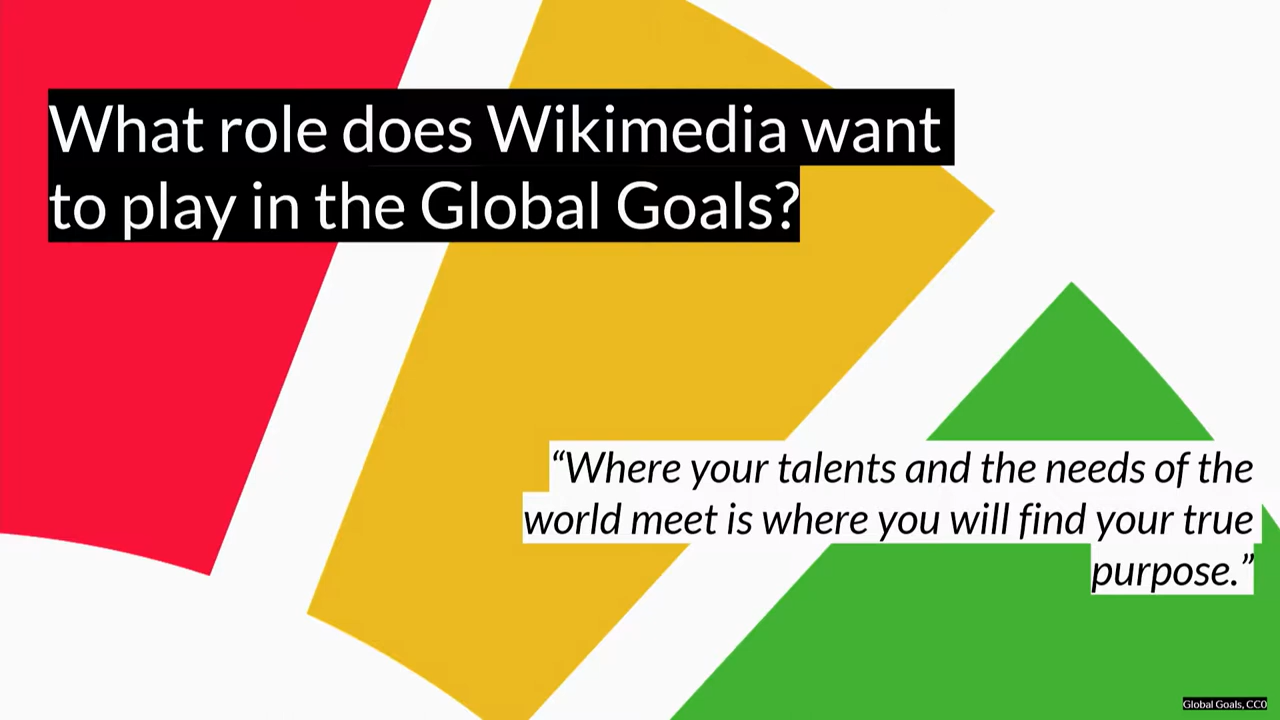 What role does Wikimedia want
to play in the Global Goals?
“Where your talents and the needs of the
world meet is where you will find your true
purpose.”
Global Goals, CC0